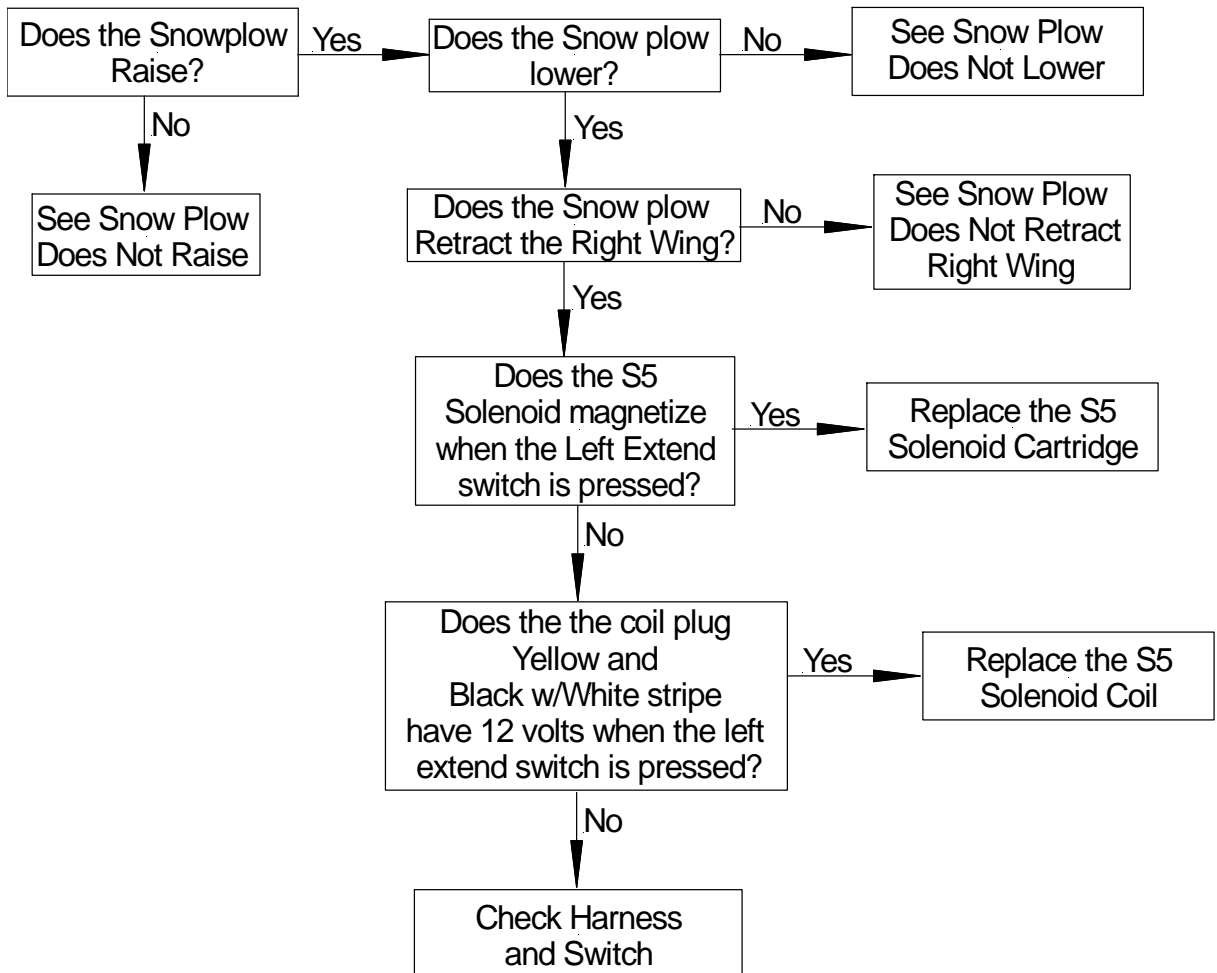 Does the Snowplow
Raise?
Yes
Does the Snow plow
lower?
No
See Snow Plow
Does Not Lower
No
Yes
See Snow Plow
Does Not Raise
Does the Snow plow
Retract the Right Wing?
No
See Snow Plow
Does Not Retract
Right Wing
Yes
Does the S5
Solenoid magnetize
when the Left Extend
switch is pressed?
Yes
Replace the S5
Solenoid Cartridge
No
Does the the coil plug
Yellow and
Black w/White stripe
have 12 volts when the left
extend switch is pressed?
Yes
Replace the S5
Solenoid Coil
No
Check Harness
and Switch